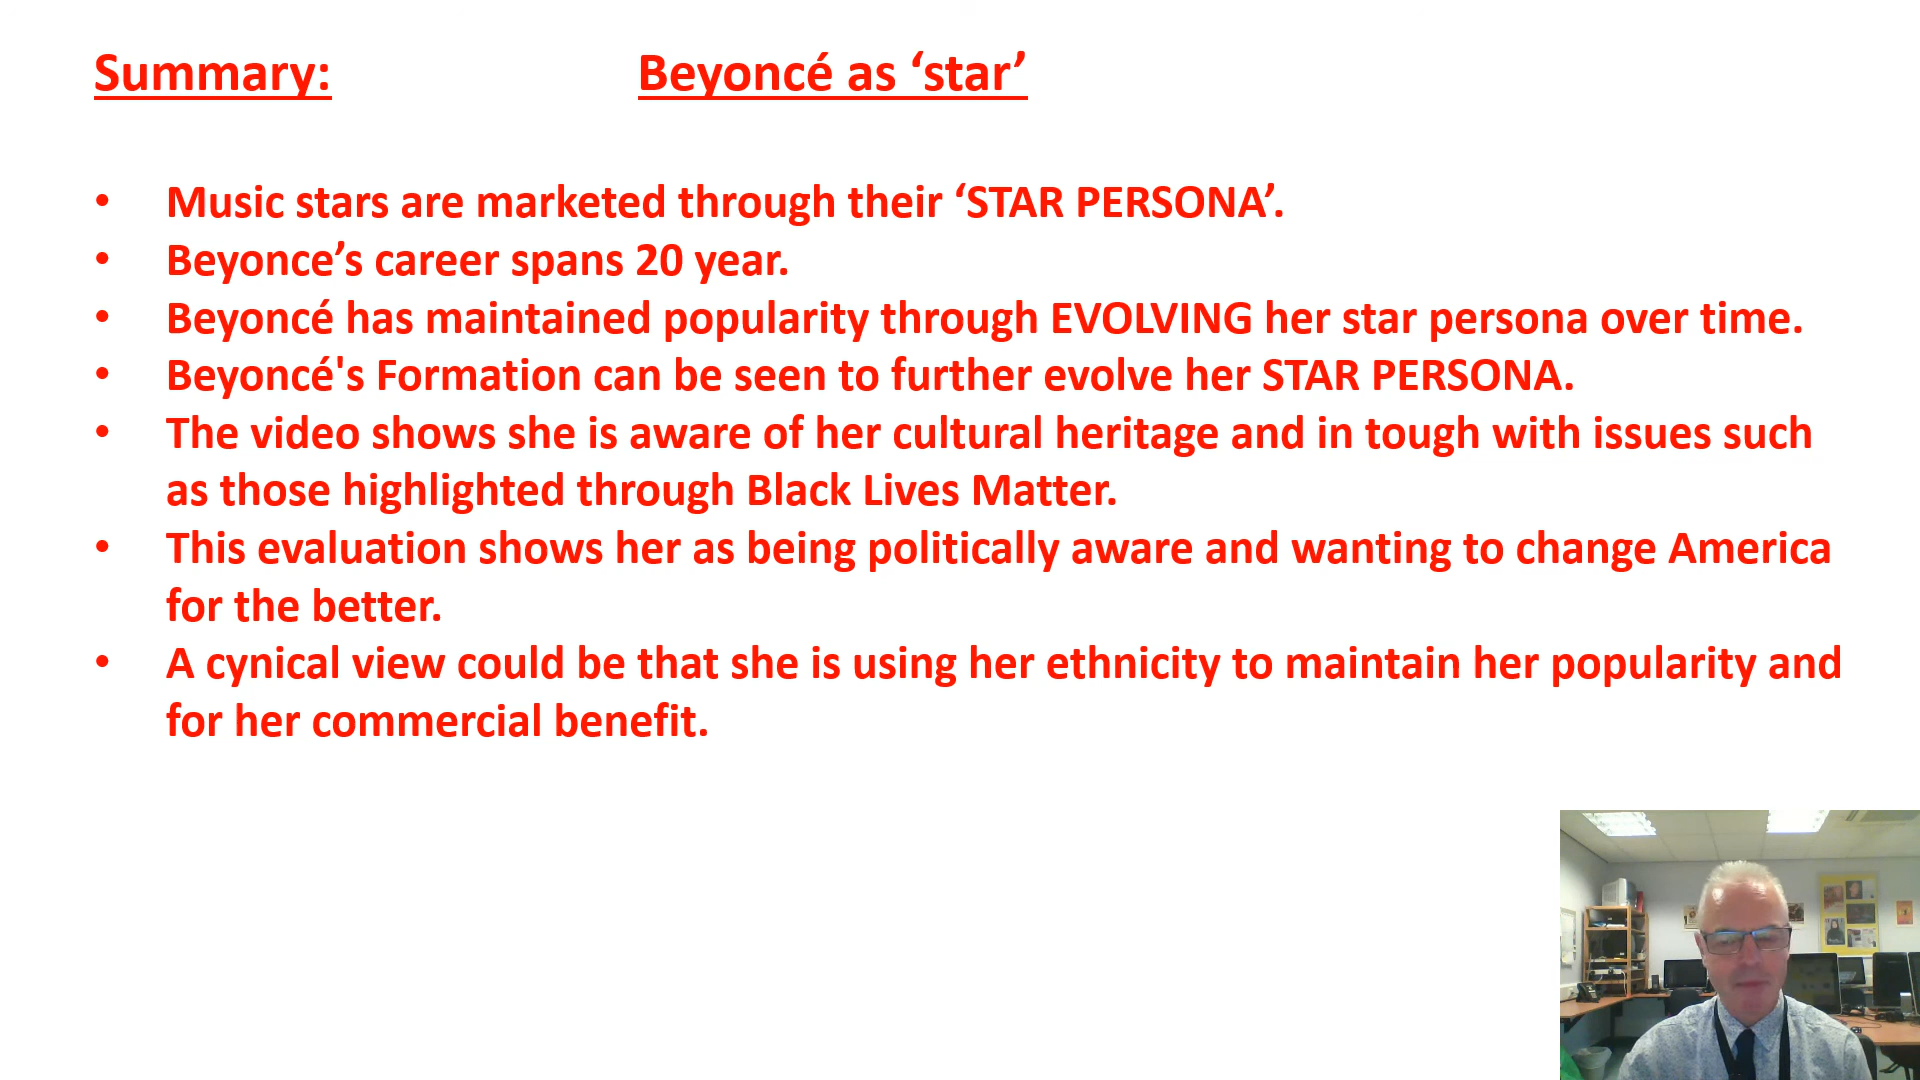 Summary: Beyoncé as ‘star’
• Music stars are marketed through their ‘STAR PERSONA’.
• Beyonce’s career spans 20 year.
• Beyoncé has maintained popularity through EVOLVING her star persona over time.
• Beyoncé's Formation can be seen to further evolve her STAR PERSONA.
• The video shows she is aware of her cultural heritage and in tough with issues such
as those highlighted through Black Lives Matter.
• This evaluation shows her as being politically aware and wanting to change America
for the better.
• A cynical view could be that she is using her ethnicity to maintain her popularity and
for her commercial benefit.